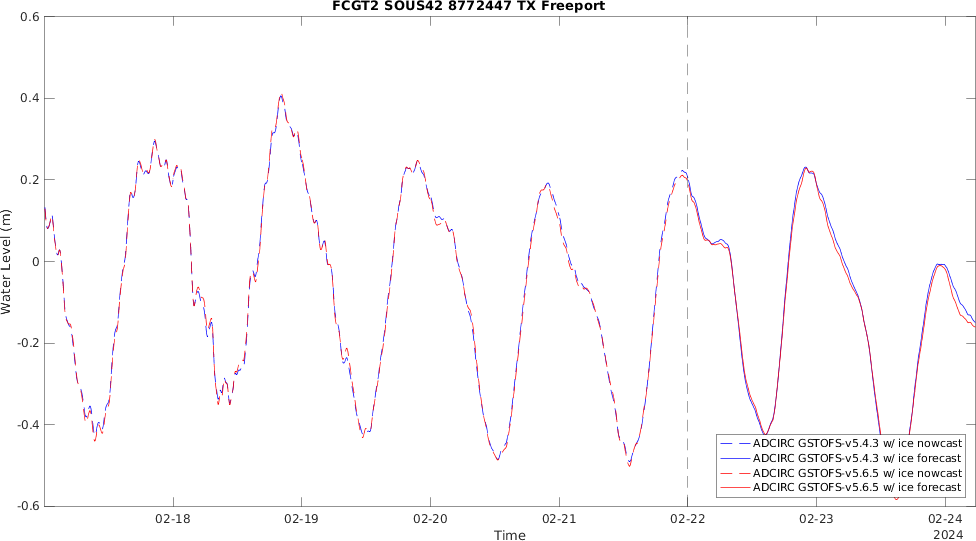 FCGT2 SOUS42 8772447 TX Freeport
0.6
0.4
0.2
0
-0.2
-0.4
-0.6
Water Level (m)
ADCIRC GSTOFS-v5.4.3 w/ ice nowcast
ADCIRC GSTOFS-v5.4.3 w/ ice forecast
ADCIRC GSTOFS-v5.6.5 w/ ice nowcast
ADCIRC GSTOFS-v5.6.5 w/ ice forecast
02-18 02-19 02-20 02-21 02-22 02-23 02-24
Time
2024